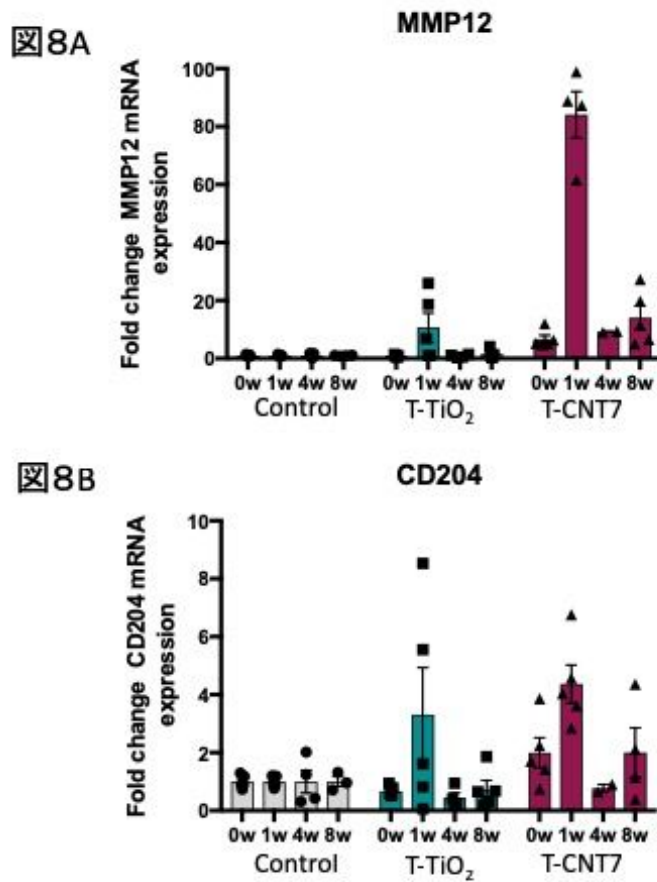 図8A
MMP12
Fold change MMP12 mRNA
expression
100
80
60
40
20
0
0w 1w 4w 8w 0w 1w 4w 8w 0w 1w 4w 8w
Control T-TiO₂ T-CNT7
図8B
CD204
Fold change CD204 mRNA
expression
10
8
6
4
2
0
0w 1w 4w 8w 0w 1w 4w 8w 0w 1w 4w 8w
Control T-TiO₂ T-CNT7